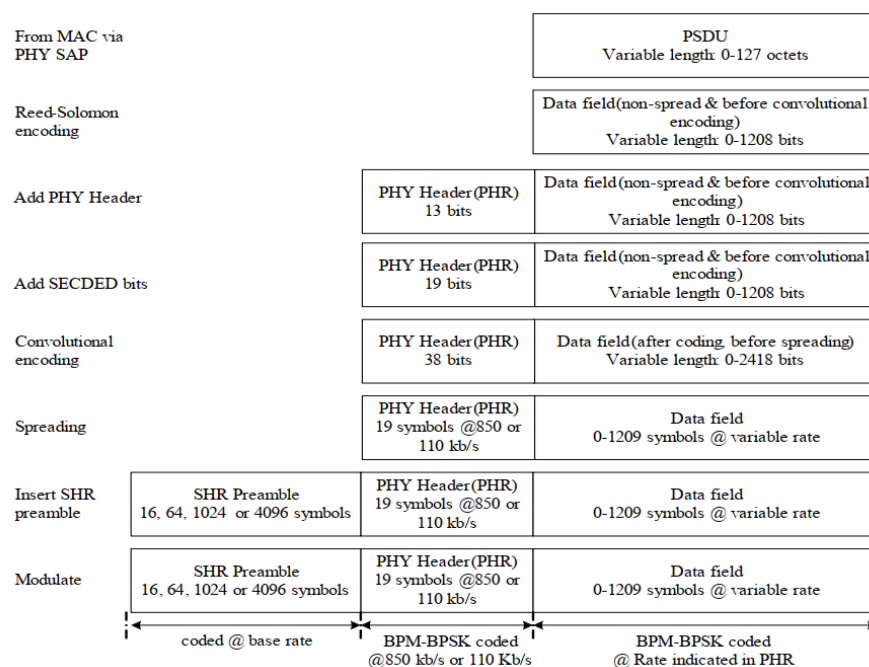 From MAC via
PHY SAP
PSDU
Variable length: 0-127 octets
Reed-Solomon
encoding
Data field(non-spread & before convolutional
encoding)
Variable length: 0-1208 bits
Add PHY Header
PHY Header(PHR)
13 bits
Data field(non-spread & before convolutional
encoding)
Variable length: 0-1208 bits
Add SECDED bits
PHY Header(PHR)
19 bits
Data field(non-spread & before convolutional
encoding)
Variable length: 0-1208 bits
Convolutional
encoding
PHY Header(PHR)
38 bits
Data field(after coding, before spreading)
Variable length: 0-2418 bits
Spreading
PHY Header(PHR)
19 symbols @850 or
110 kb/s
Data field
0-1209 symbols @ variable rate
Insert SHR
preamble
SHR Preamble
16, 64, 1024 or 4096 symbols
PHY Header(PHR)
19 symbols @850 or
110 kb/s
Data field
0-1209 symbols @ variable rate
Modulate
SHR Preamble
16, 64, 1024 or 4096 symbols
PHY Header(PHR)
19 symbols @850 or
110 kb/s
Data field
0-1209 symbols @ variable rate
coded @ base rate
BPM-BPSK coded
@850 kb/s or 110 Kb/s
BPM-BPSK coded
@ Rate indicated in PHR